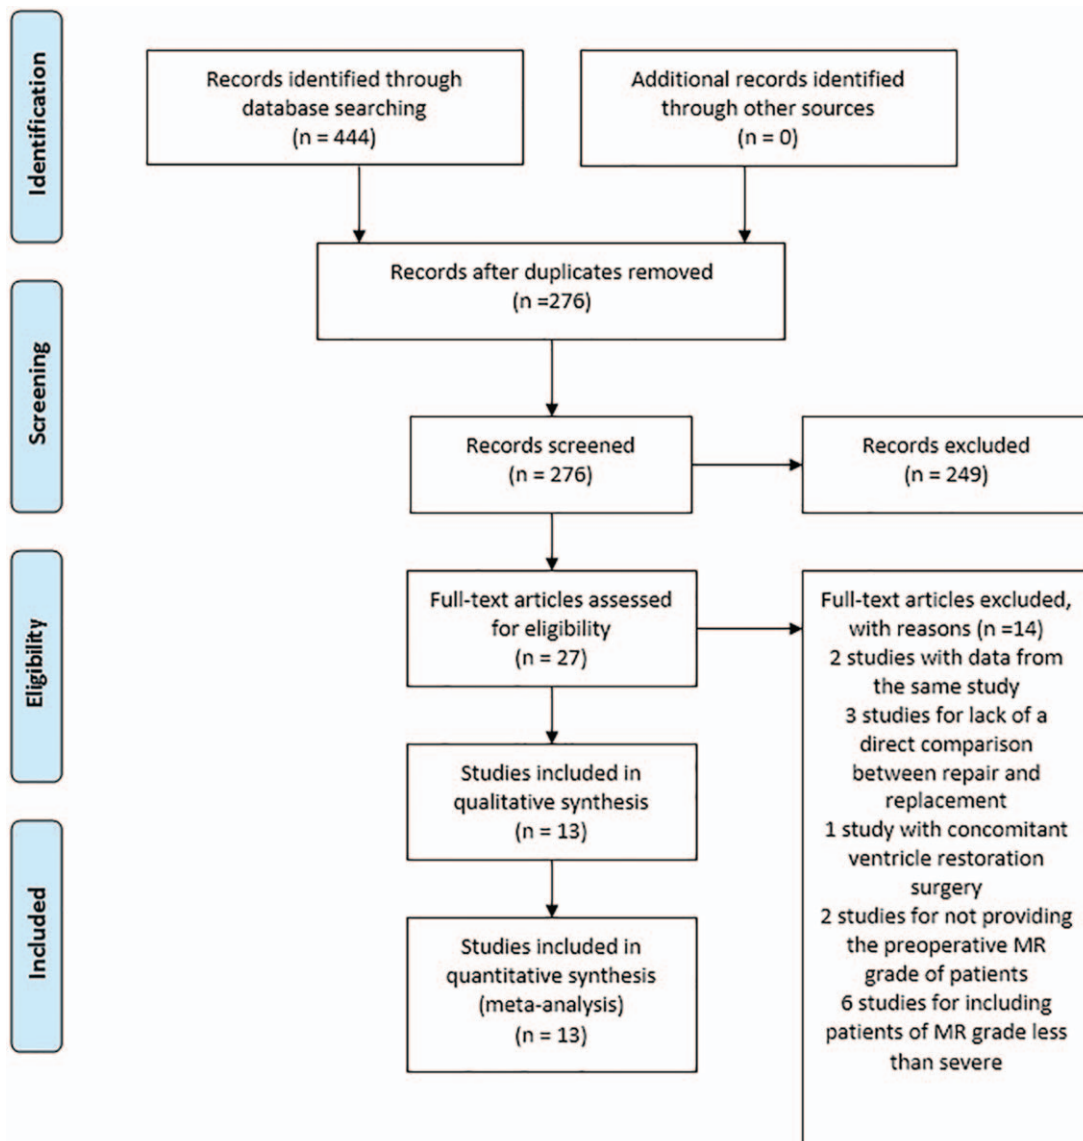 Identification
Records identified through
database searching
(n = 444)
Additional records identified
through other sources
(n = 0)
Records after duplicates removed
(n =276)
Screening
Records screened
(n = 276)
Records excluded
(n = 249)
Eligibility
Full-text articles assessed
for eligibility
(n = 27)
Full-text articles excluded,
with reasons (n =14)
2 studies with data from
the same study
3 studies for lack of a
direct comparison
between repair and
replacement
1 study with concomitant
ventricle restoration
surgery
2 studies for not providing
the preoperative MR
grade of patients
6 studies for including
patients of MR grade less
than severe
Studies included in
qualitative synthesis
(n = 13)
Included
Studies included in
quantitative synthesis
(meta-analysis)
(n = 13)